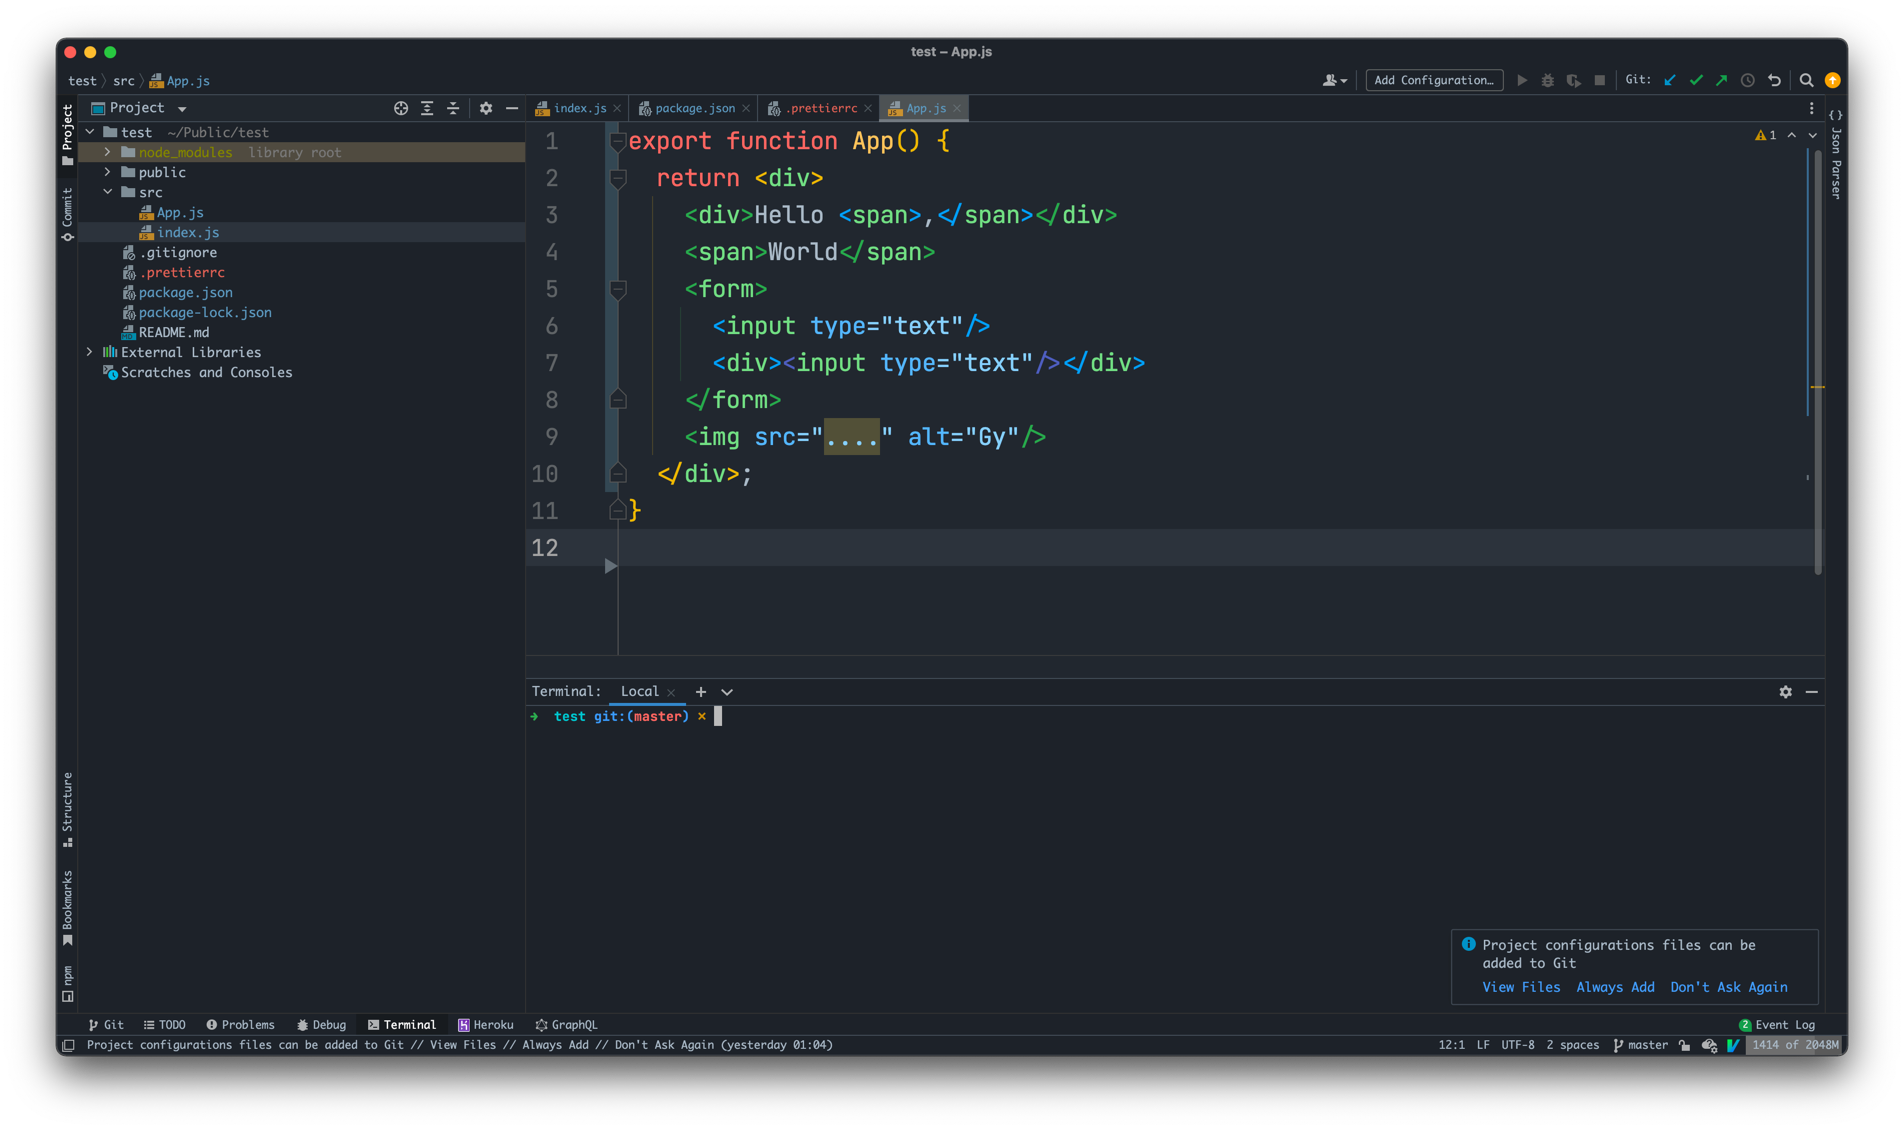 test – App.js
test 〉 src 〉 App.js
Add Configuration…
Git:
Project
index.js
package.json
.prettierrc
App.js
Project
Commit
Structure
Bookmarks
npm
Json Parser
test ~/Public/test
node_modules library root
public
src
App.js
index.js
.gitignore
.prettierrc
package.json
package-lock.json
README.md
External Libraries
Scratches and Consoles
1 export function App() {
2 return <div>
3 <div>Hello <span>,</span></div>
4 <span>World</span>
5 <form>
6 <input type="text"/>
7 <div><input type="text"/></div>
8 </form>
9 <img src="...." alt="Gy"/>
10 </div>;
11 }
12
1
Terminal: Local
test git:(master) ×
Project configurations files can be
added to Git
View Files Always Add Don't Ask Again
Git TODO Problems Debug Terminal Heroku GraphQL
2 Event Log
Project configurations files can be added to Git // View Files // Always Add // Don't Ask Again (yesterday 01:04)
12:1 LF UTF-8 2 spaces master 1414 of 2048M